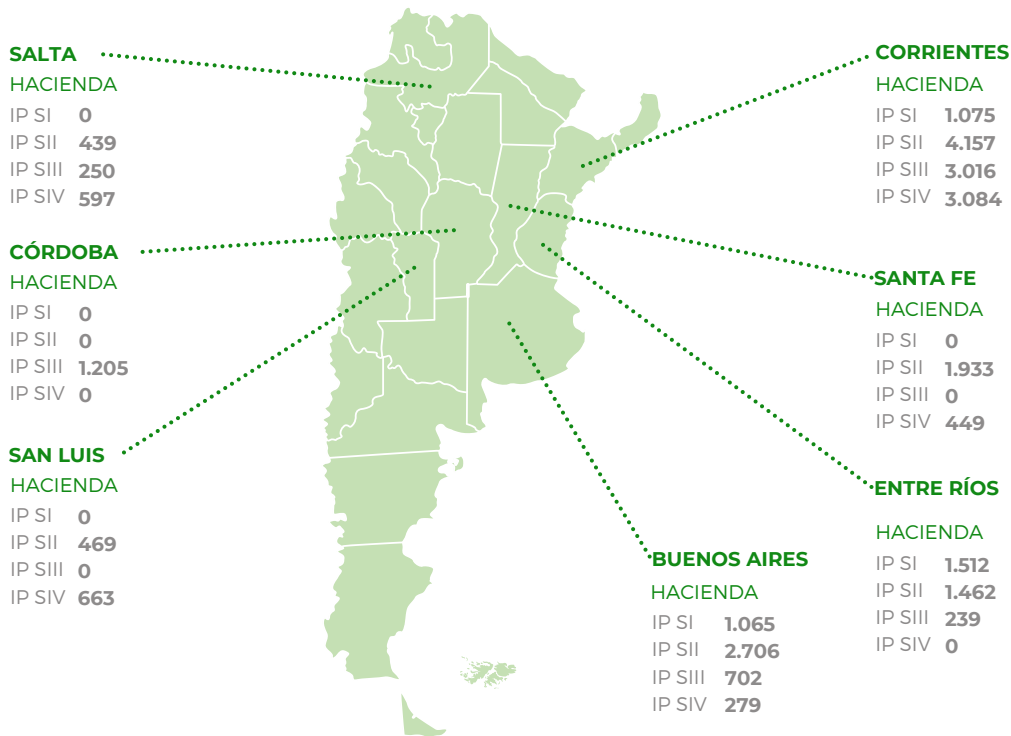 SALTA
HACIENDA
IP SI 0
IP SII 439
IP SIII 250
IP SIV 597
CÓRDOBA
HACIENDA
IP SI 0
IP SII 0
IP SIII 1.205
IP SIV 0
SAN LUIS
HACIENDA
IP SI 0
IP SII 469
IP SIII 0
IP SIV 663
BUENOS AIRES
HACIENDA
IP SI 1.065
IP SII 2.706
IP SIII 702
IP SIV 279
CORRIENTES
HACIENDA
IP SI 1.075
IP SII 4.157
IP SIII 3.016
IP SIV 3.084
SANTA FE
HACIENDA
IP SI 0
IP SII 1.933
IP SIII 0
IP SIV 449
ENTRE RÍOS
HACIENDA
IP SI 1.512
IP SII 1.462
IP SIII 239
IP SIV 0